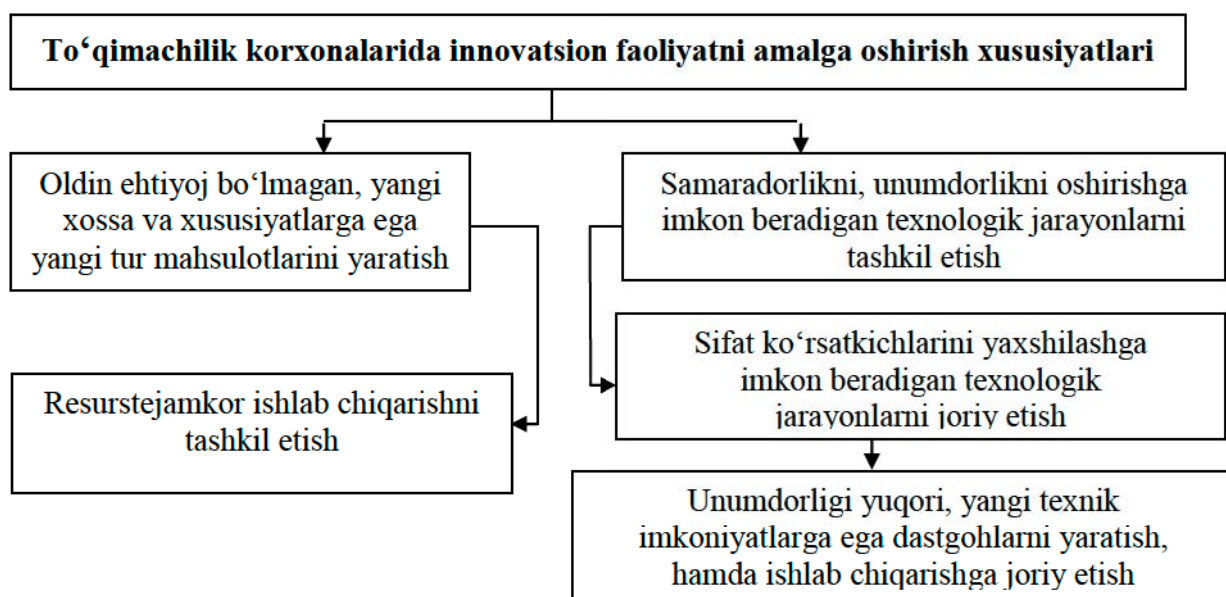 To‘qimachilik korxonalarida innovatsion faoliyatni amalga oshirish xususiyatlari
Oldin ehtiyoj bo‘lmagan, yangi
xossa va xususiyatlarga ega
yangi tur mahsulotlarini yaratish
Resurstejamkor ishlab chiqarishni
tashkil etish
Samaradorlikni, unumdorlikni oshirishga
imkon beradigan texnologik jarayonlarni
tashkil etish
Sifat ko‘rsatkichlarini yaxshilashga
imkon beradigan texnologik
jarayonlarni joriy etish
Unumdorligi yuqori, yangi texnik
imkoniyatlarga ega dastgohlarni yaratish,
hamda ishlab chiqarishga joriy etish